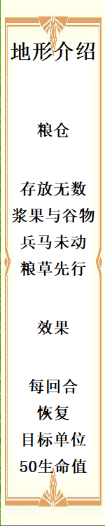 地形介绍
粮仓
存放无数
浆果与谷物
兵马未动
粮草先行
效果
每回合
恢复
目标单位
50生命值